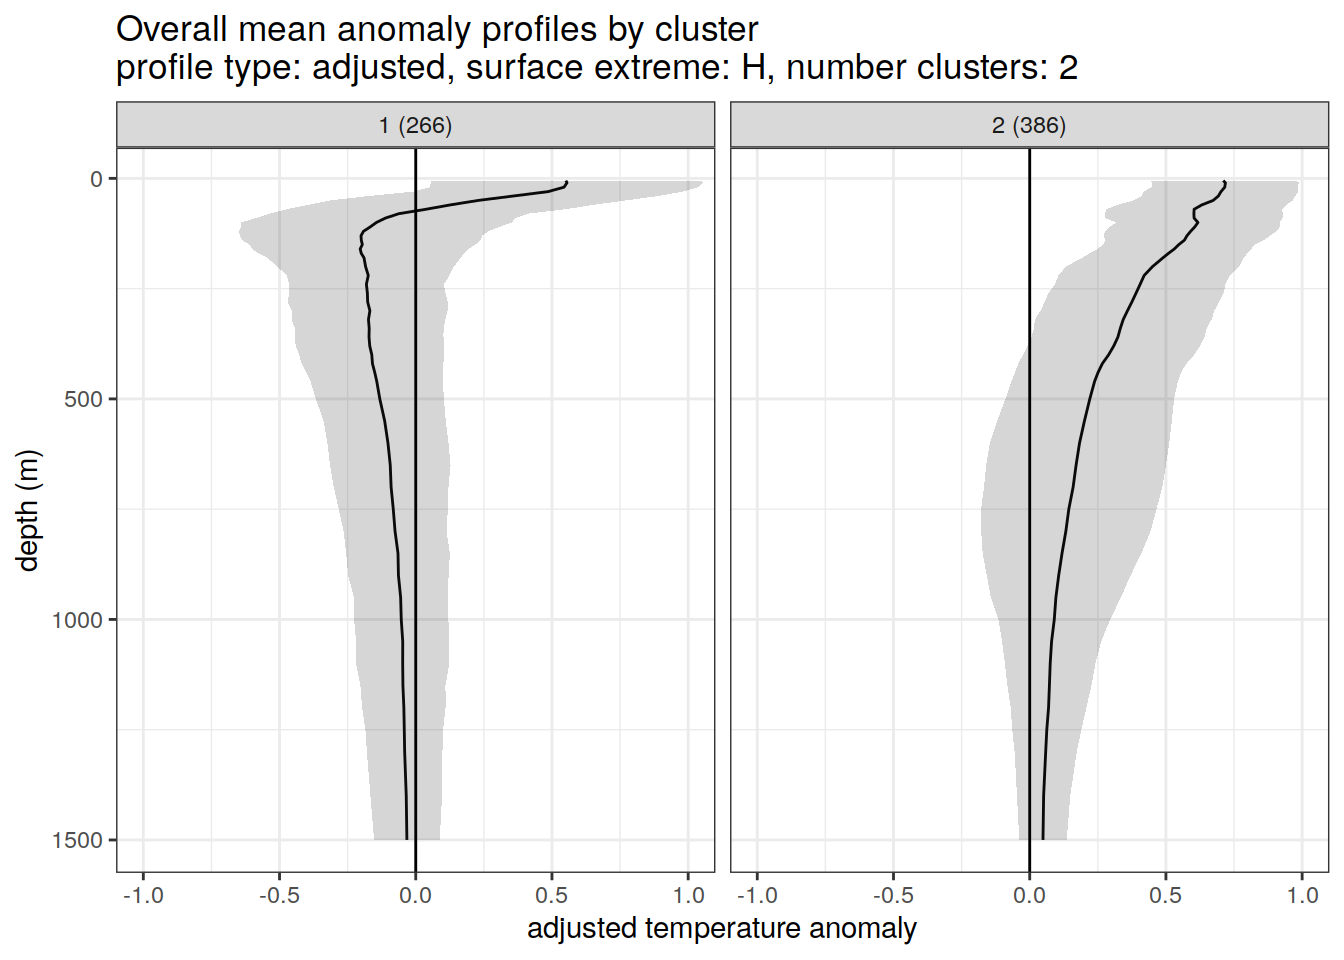 Overall mean anomaly profiles by cluster
profile type: adjusted, surface extreme: H, number clusters: 2
1 (266)
2 (386)
0
500
1000
1500
depth (m)
-1.0 -0.5 0.0 0.5 1.0
-1.0 -0.5 0.0 0.5 1.0
adjusted temperature anomaly